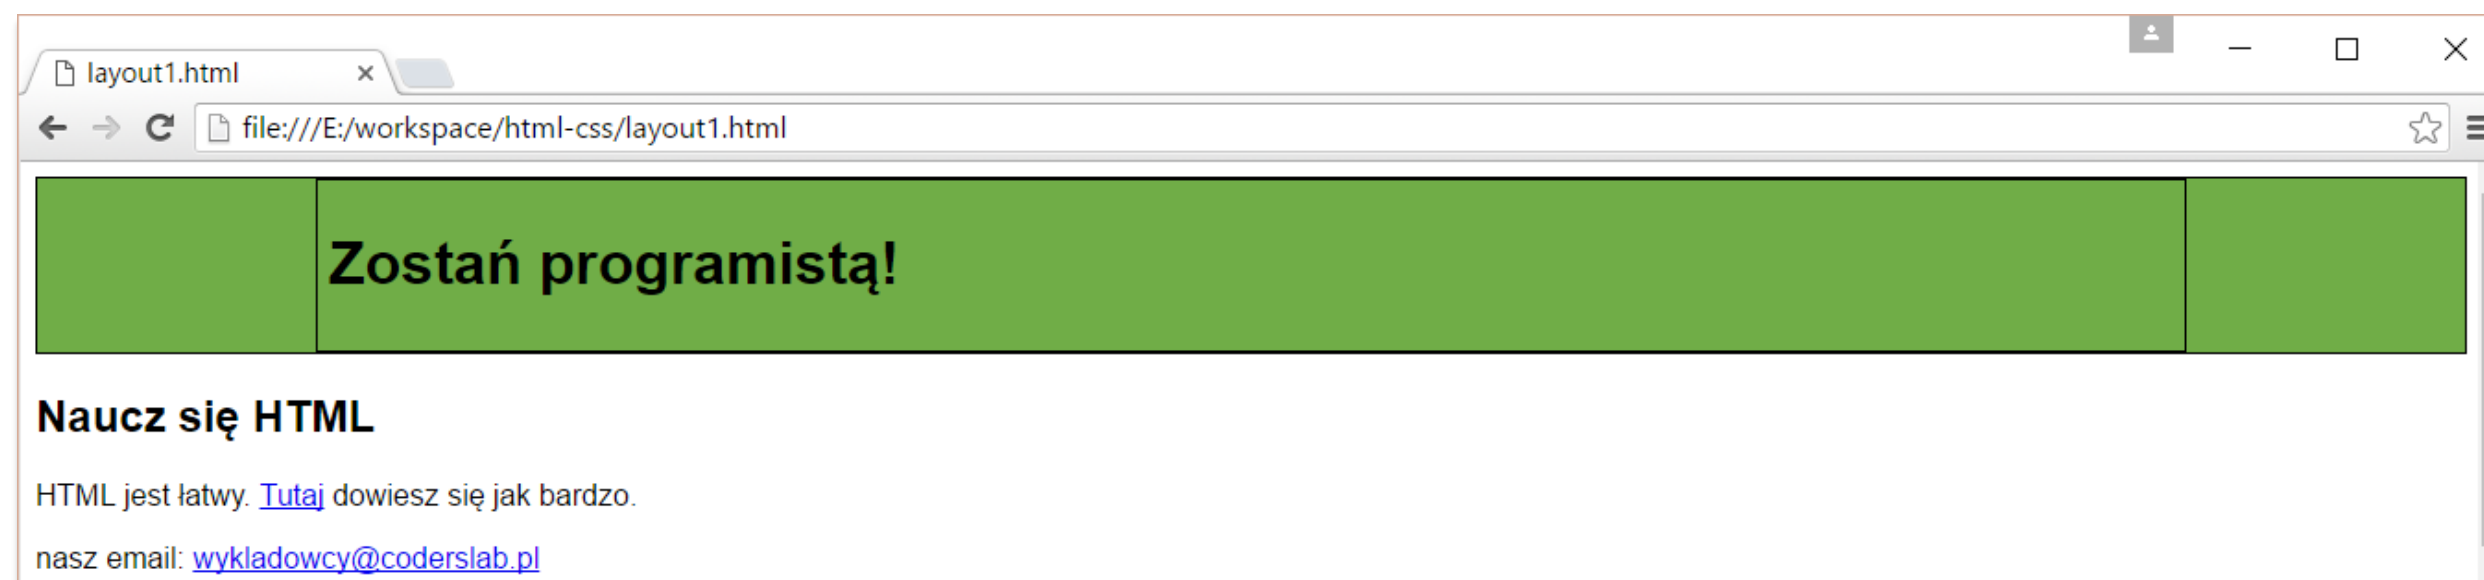 layout1.html
file:///E:/workspace/html-css/layout1.html
Zostań programistą!
Naucz się HTML
HTML jest łatwy. Tutaj dowiesz się jak bardzo.
nasz email: wykladowcy@coderslab.pl